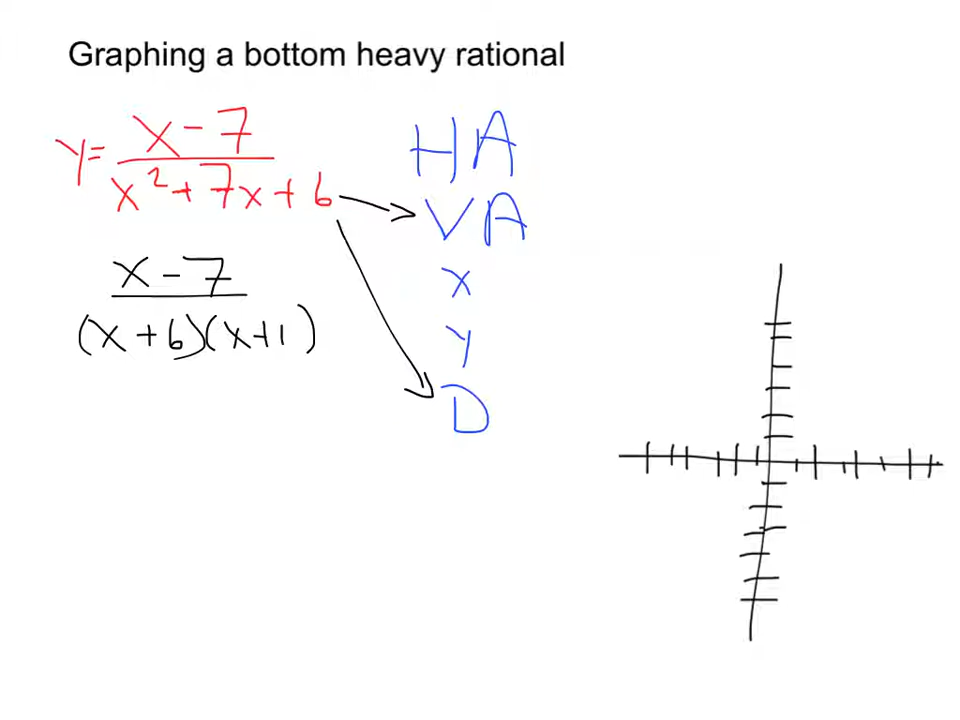 Graphing a bottom heavy rational
y = x - 7 / x² + 7x + 6
x - 7 / (x + 6)(x + 1)
HA
VA
x
y
D